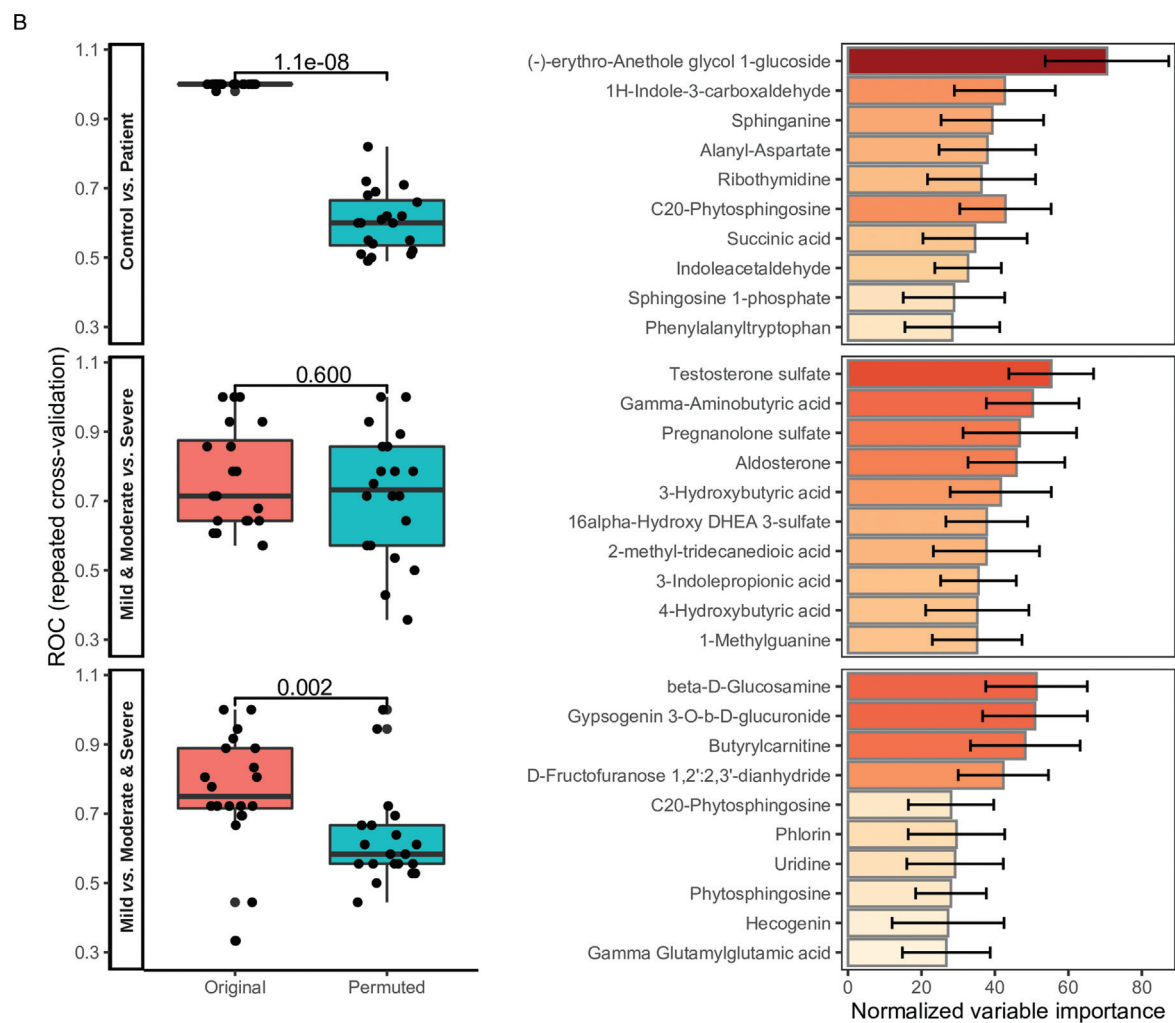 B
Control vs. Patient
1.1
0.9
0.7
0.5
0.3
1.1e-08
(-)-erythro-Anethole glycol 1-glucoside
1H-Indole-3-carboxaldehyde
Sphinganine
Alanyl-Aspartate
Ribothymidine
C20-Phytosphingosine
Succinic acid
Indoleacetaldehyde
Sphingosine 1-phosphate
Phenylalanyltryptophan
ROC (repeated cross-validation)
Mild & Moderate vs. Severe
1.1
0.9
0.7
0.5
0.3
0.600
Testosterone sulfate
Gamma-Aminobutyric acid
Pregnanolone sulfate
Aldosterone
3-Hydroxybutyric acid
16alpha-Hydroxy DHEA 3-sulfate
2-methyl-tridecanedioic acid
3-Indolepropionic acid
4-Hydroxybutyric acid
1-Methylguanine
Mild vs. Moderate & Severe
1.1
0.9
0.7
0.5
0.3
0.002
beta-D-Glucosamine
Gypsogenin 3-O-b-D-glucuronide
Butyrylcarnitine
D-Fructofuranose 1,2':2,3'-dianhydride
C20-Phytosphingosine
Phlorin
Uridine
Phytosphingosine
Hecogenin
Gamma Glutamylglutamic acid
Original Permuted
0 20 40 60 80
Normalized variable importance